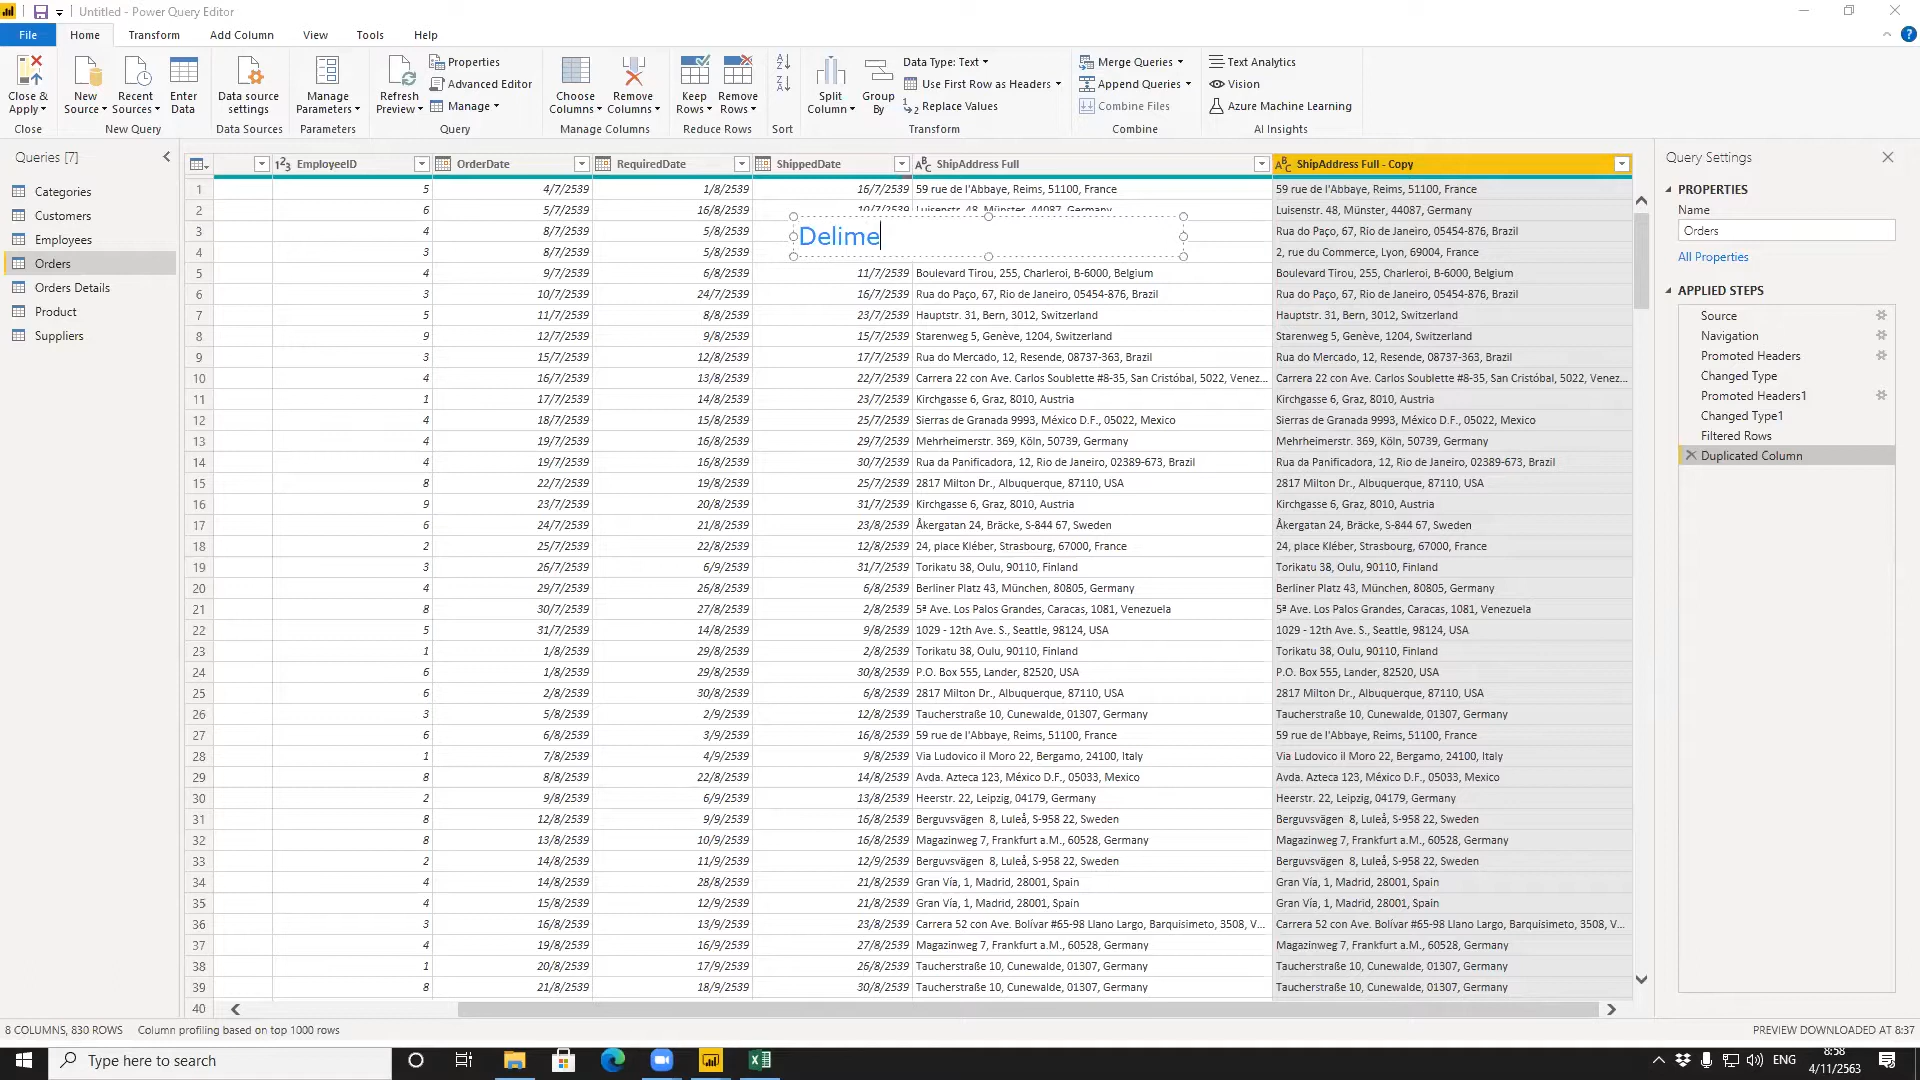 Untitled - Power Query Editor
File Home Transform Add Column View Tools Help
Close & Apply
New Source
Recent Sources
Enter Data
Data source settings
Manage Parameters
Refresh Preview
Properties
Advanced Editor
Manage
Choose Columns
Remove Columns
Keep Rows
Remove Rows
Split Column
Group By
Data Type: Text
Use First Row as Headers
Replace Values
Merge Queries
Append Queries
Combine Files
Text Analytics
Vision
Azure Machine Learning
Close New Query Data Sources Parameters Query Manage Columns Reduce Rows Sort Transform Combine AI Insights
Queries [7]
Categories
Customers
Employees
Orders
Orders Details
Product
Suppliers
EmployeeID OrderDate RequiredDate ShippedDate ShipAddress Full ShipAddress Full - Copy
1 5 4/7/2539 1/8/2539 16/7/2539 59 rue de l'Abbaye, Reims, 51100, France 59 rue de l'Abbaye, Reims, 51100, France
2 6 5/7/2539 16/8/2539 10/7/2539 Luisenstr. 48, Münster, 44087, Germany Luisenstr. 48, Münster, 44087, Germany
3 4 8/7/2539 5/8/2539 Rua do Paço, 67, Rio de Janeiro, 05454-876, Brazil
Delime
4 3 8/7/2539 5/8/2539 2, rue du Commerce, Lyon, 69004, France
5 4 9/7/2539 6/8/2539 11/7/2539 Boulevard Tirou, 255, Charleroi, B-6000, Belgium Boulevard Tirou, 255, Charleroi, B-6000, Belgium
6 3 10/7/2539 24/7/2539 16/7/2539 Rua do Paço, 67, Rio de Janeiro, 05454-876, Brazil Rua do Paço, 67, Rio de Janeiro, 05454-876, Brazil
7 5 11/7/2539 8/8/2539 23/7/2539 Hauptstr. 31, Bern, 3012, Switzerland Hauptstr. 31, Bern, 3012, Switzerland
8 9 12/7/2539 9/8/2539 15/7/2539 Starenweg 5, Genève, 1204, Switzerland Starenweg 5, Genève, 1204, Switzerland
9 3 15/7/2539 12/8/2539 17/7/2539 Rua do Mercado, 12, Resende, 08737-363, Brazil Rua do Mercado, 12, Resende, 08737-363, Brazil
10 4 16/7/2539 13/8/2539 22/7/2539 Carrera 22 con Ave. Carlos Soublette #8-35, San Cristóbal, 5022, Venez... Carrera 22 con Ave. Carlos Soublette #8-35, San Cristóbal, 5022, Venez...
11 1 17/7/2539 14/8/2539 23/7/2539 Kirchgasse 6, Graz, 8010, Austria Kirchgasse 6, Graz, 8010, Austria
12 4 18/7/2539 15/8/2539 25/7/2539 Sierras de Granada 9993, México D.F., 05022, Mexico Sierras de Granada 9993, México D.F., 05022, Mexico
13 4 19/7/2539 16/8/2539 29/7/2539 Mehrheimerstr. 369, Köln, 50739, Germany Mehrheimerstr. 369, Köln, 50739, Germany
14 4 19/7/2539 16/8/2539 30/7/2539 Rua da Panificadora, 12, Rio de Janeiro, 02389-673, Brazil Rua da Panificadora, 12, Rio de Janeiro, 02389-673, Brazil
15 8 22/7/2539 19/8/2539 25/7/2539 2817 Milton Dr., Albuquerque, 87110, USA 2817 Milton Dr., Albuquerque, 87110, USA
16 9 23/7/2539 20/8/2539 31/7/2539 Kirchgasse 6, Graz, 8010, Austria Kirchgasse 6, Graz, 8010, Austria
17 6 24/7/2539 21/8/2539 23/8/2539 Åkergatan 24, Bräcke, S-844 67, Sweden Åkergatan 24, Bräcke, S-844 67, Sweden
18 2 25/7/2539 22/8/2539 12/8/2539 24, place Kléber, Strasbourg, 67000, France 24, place Kléber, Strasbourg, 67000, France
19 3 26/7/2539 6/9/2539 31/7/2539 Torikatu 38, Oulu, 90110, Finland Torikatu 38, Oulu, 90110, Finland
20 4 29/7/2539 26/8/2539 6/8/2539 Berliner Platz 43, München, 80805, Germany Berliner Platz 43, München, 80805, Germany
21 8 30/7/2539 27/8/2539 2/8/2539 5ª Ave. Los Palos Grandes, Caracas, 1081, Venezuela 5ª Ave. Los Palos Grandes, Caracas, 1081, Venezuela
22 5 31/7/2539 14/8/2539 9/8/2539 1029 - 12th Ave. S., Seattle, 98124, USA 1029 - 12th Ave. S., Seattle, 98124, USA
23 1 1/8/2539 29/8/2539 2/8/2539 Torikatu 38, Oulu, 90110, Finland Torikatu 38, Oulu, 90110, Finland
24 6 1/8/2539 29/8/2539 30/8/2539 P.O. Box 555, Lander, 82520, USA P.O. Box 555, Lander, 82520, USA
25 6 2/8/2539 30/8/2539 6/8/2539 2817 Milton Dr., Albuquerque, 87110, USA 2817 Milton Dr., Albuquerque, 87110, USA
26 3 5/8/2539 2/9/2539 12/8/2539 Taucherstraße 10, Cunewalde, 01307, Germany Taucherstraße 10, Cunewalde, 01307, Germany
27 6 6/8/2539 3/9/2539 16/8/2539 59 rue de l'Abbaye, Reims, 51100, France 59 rue de l'Abbaye, Reims, 51100, France
28 1 7/8/2539 4/9/2539 9/8/2539 Via Ludovico il Moro 22, Bergamo, 24100, Italy Via Ludovico il Moro 22, Bergamo, 24100, Italy
29 8 8/8/2539 22/8/2539 14/8/2539 Avda. Azteca 123, México D.F., 05033, Mexico Avda. Azteca 123, México D.F., 05033, Mexico
30 2 9/8/2539 6/9/2539 13/8/2539 Heerstr. 22, Leipzig, 04179, Germany Heerstr. 22, Leipzig, 04179, Germany
31 8 12/8/2539 9/9/2539 16/8/2539 Berguvsvägen 8, Luleå, S-958 22, Sweden Berguvsvägen 8, Luleå, S-958 22, Sweden
32 8 13/8/2539 10/9/2539 16/8/2539 Magazinweg 7, Frankfurt a.M., 60528, Germany Magazinweg 7, Frankfurt a.M., 60528, Germany
33 2 14/8/2539 11/9/2539 12/9/2539 Berguvsvägen 8, Luleå, S-958 22, Sweden Berguvsvägen 8, Luleå, S-958 22, Sweden
34 4 14/8/2539 28/8/2539 21/8/2539 Gran Vía, 1, Madrid, 28001, Spain Gran Vía, 1, Madrid, 28001, Spain
35 4 15/8/2539 12/9/2539 21/8/2539 Gran Vía, 1, Madrid, 28001, Spain Gran Vía, 1, Madrid, 28001, Spain
36 3 16/8/2539 13/9/2539 23/8/2539 Carrera 52 con Ave. Bolívar #65-98 Llano Largo, Barquisimeto, 3508, V... Carrera 52 con Ave. Bolívar #65-98 Llano Largo, Barquisimeto, 3508, V...
37 4 19/8/2539 16/9/2539 27/8/2539 Magazinweg 7, Frankfurt a.M., 60528, Germany Magazinweg 7, Frankfurt a.M., 60528, Germany
38 1 20/8/2539 17/9/2539 26/8/2539 Taucherstraße 10, Cunewalde, 01307, Germany Taucherstraße 10, Cunewalde, 01307, Germany
39 8 21/8/2539 18/9/2539 30/8/2539 Taucherstraße 10, Cunewalde, 01307, Germany Taucherstraße 10, Cunewalde, 01307, Germany
40
Query Settings
PROPERTIES
Name
Orders
All Properties
APPLIED STEPS
Source
Navigation
Promoted Headers
Changed Type
Promoted Headers1
Changed Type1
Filtered Rows
Duplicated Column
8 COLUMNS, 830 ROWS Column profiling based on top 1000 rows PREVIEW DOWNLOADED AT 8:37
Type here to search ENG 8:58
4/11/2563